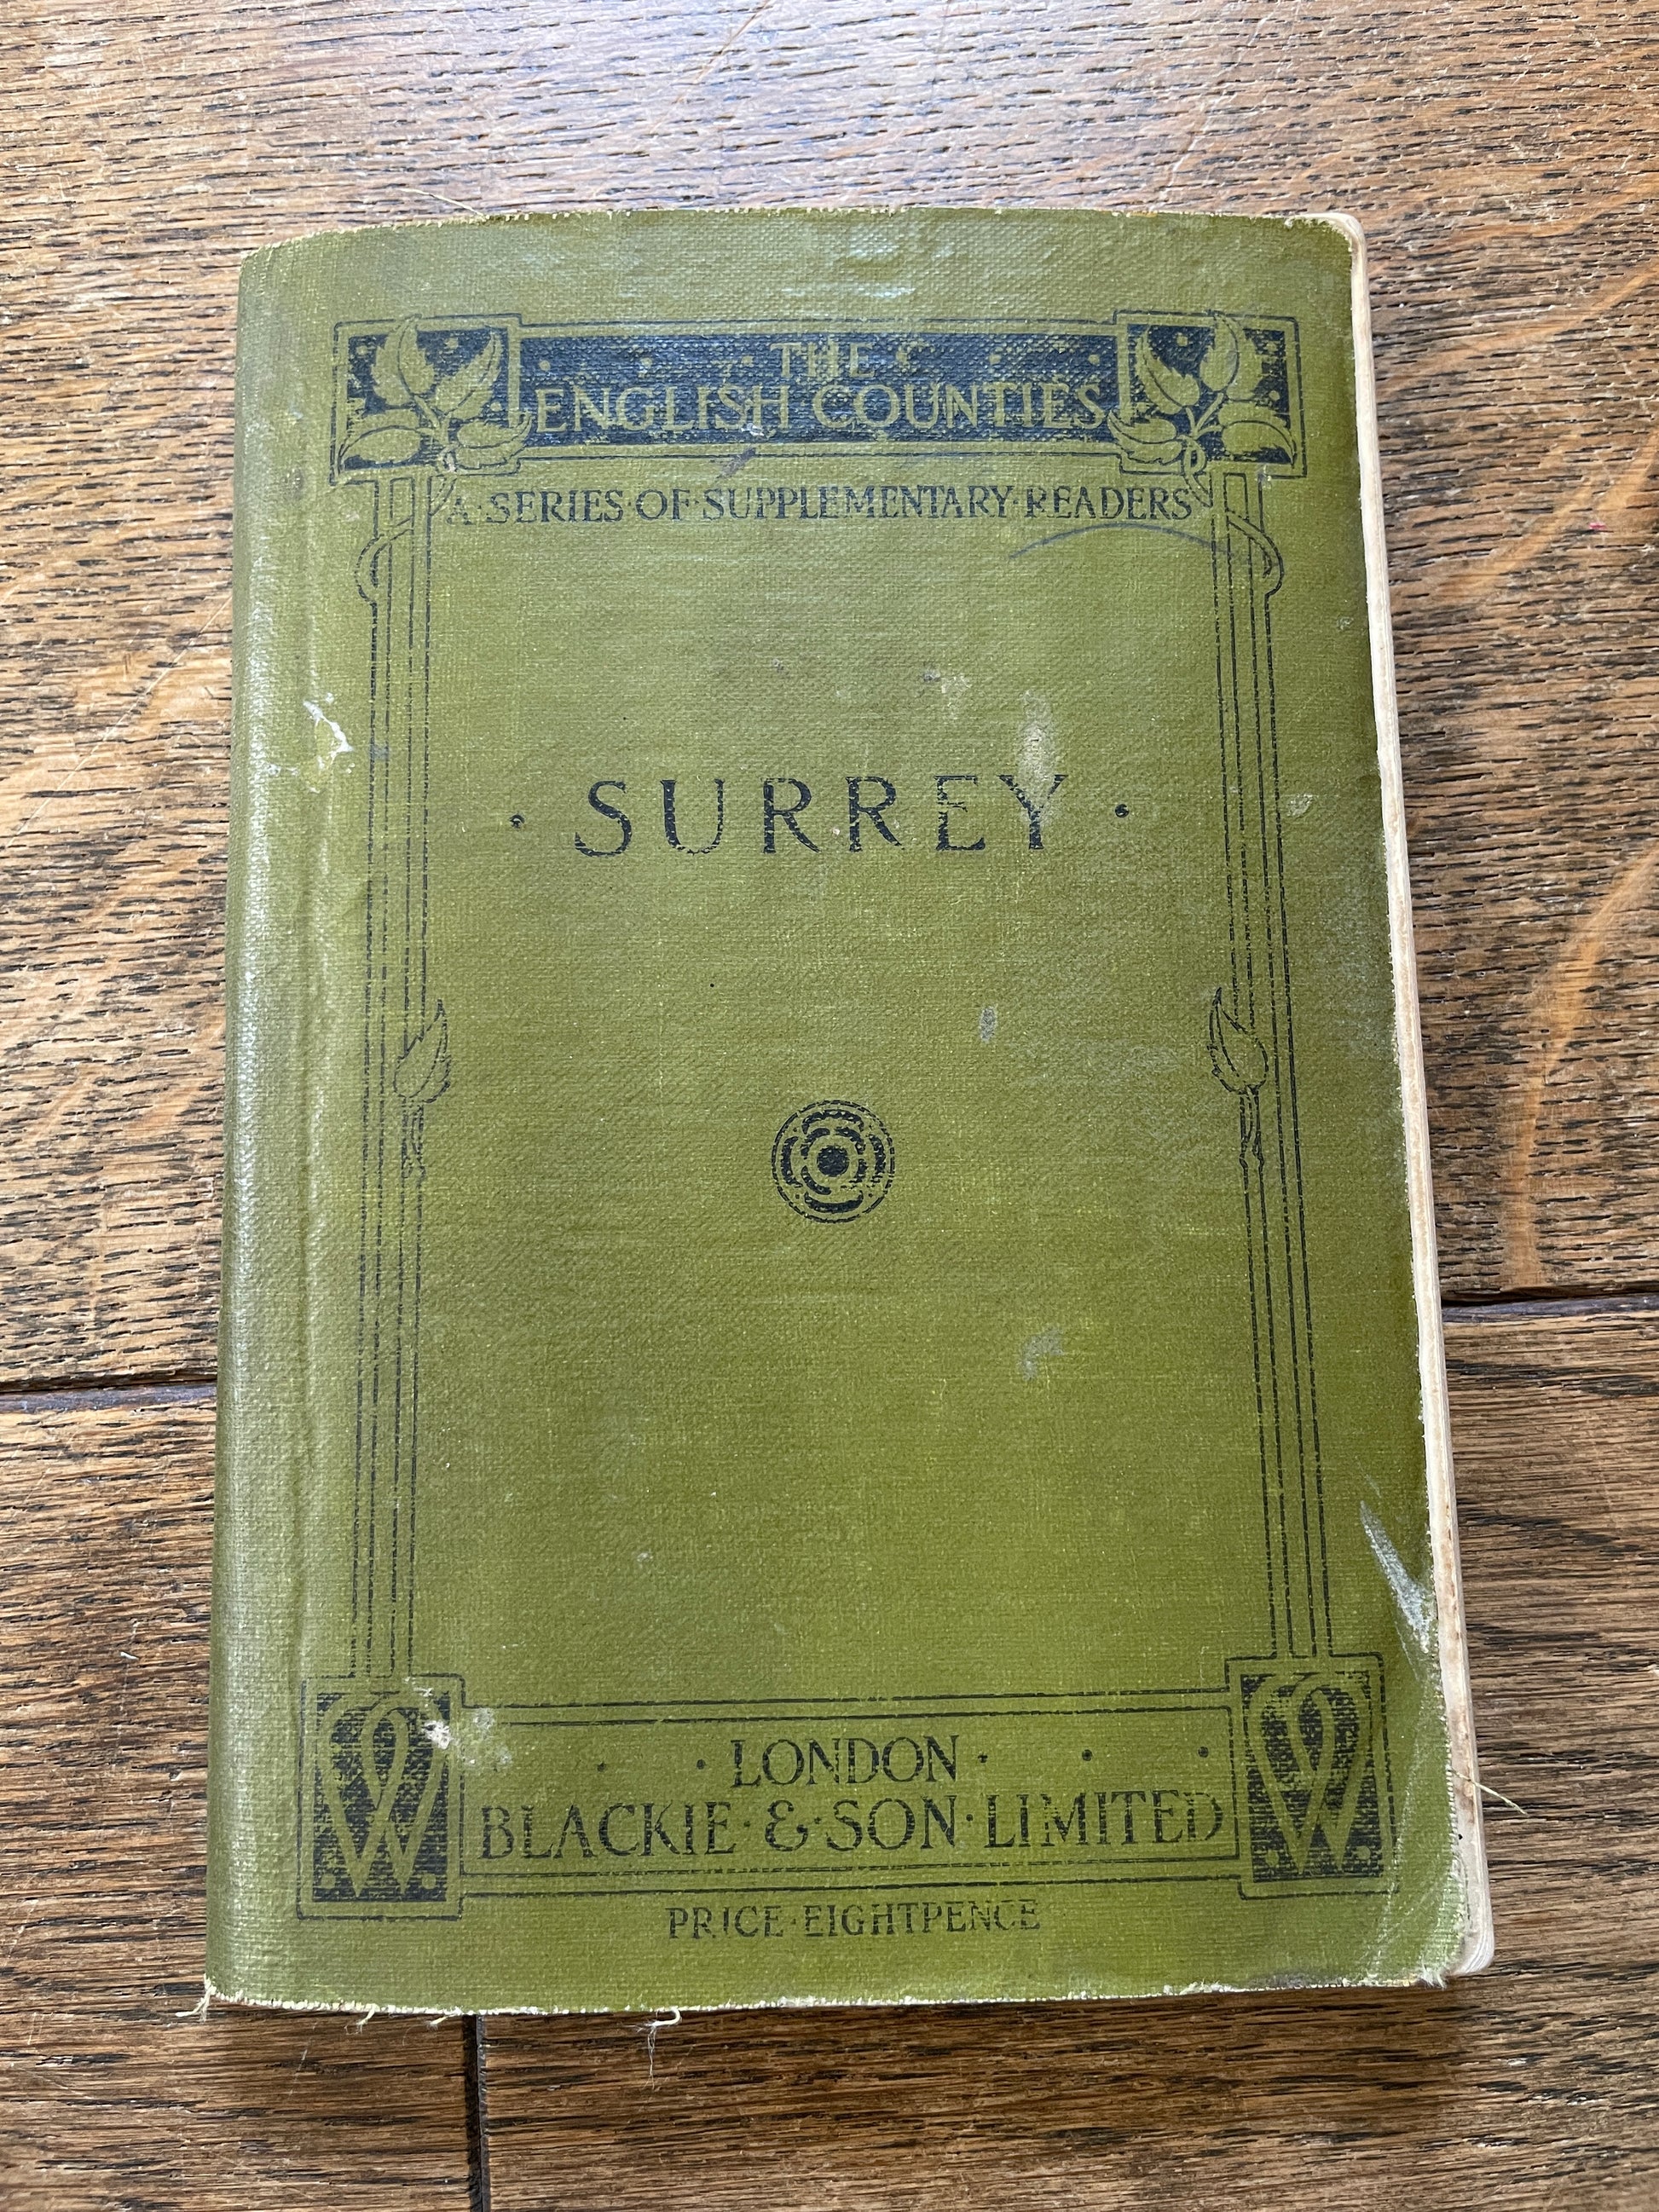 THE
ENGLISH COUNTIES
A·SERIES·OF·SUPPLEMENTARY·READERS
· SURREY ·
· · LONDON · · ·
BLACKIE·&·SON·LIMITED
PRICE·EIGHTPENCE